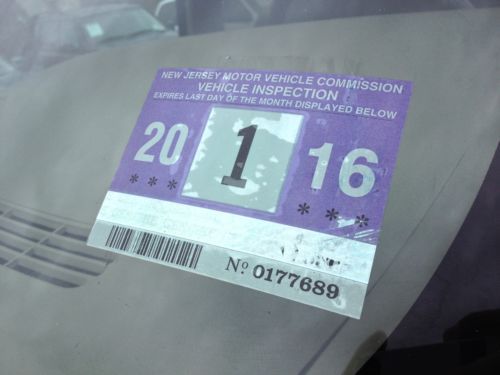 NEW JERSEY MOTOR VEHICLE COMMISSION
VEHICLE INSPECTION
EXPIRES LAST DAY OF THE MONTH DISPLAYED BELOW
20 1 16
* * * * * *
Nº 0177689